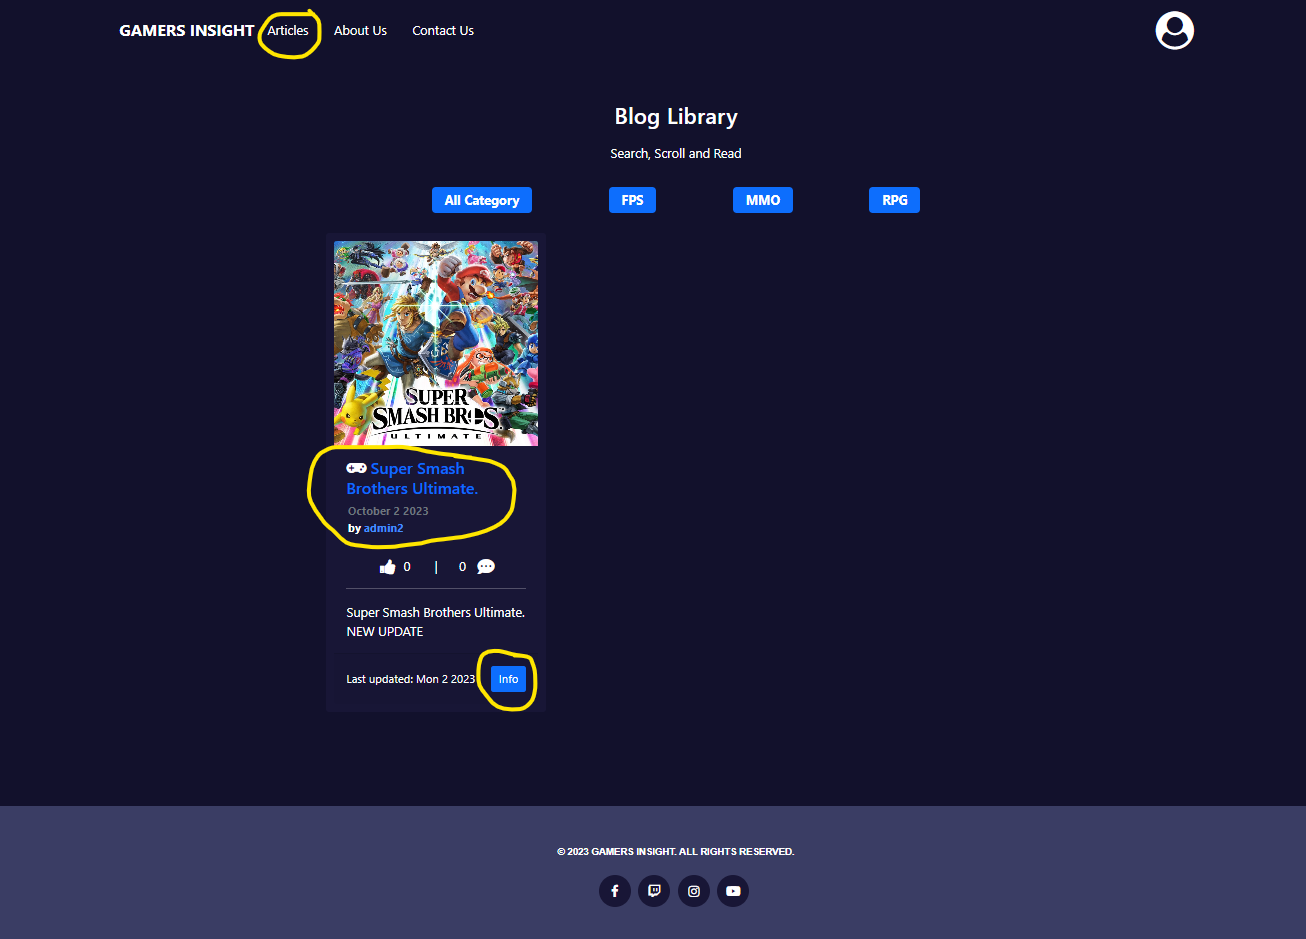 GAMERS INSIGHT Articles About Us Contact Us
Blog Library
Search, Scroll and Read
All Category FPS MMO RPG
SUPER
SMASH BROS.
ULTIMATE
Super Smash
Brothers Ultimate.
October 2 2023
by admin2
0 | 0
Super Smash Brothers Ultimate.
NEW UPDATE
Last updated: Mon 2 2023 Info
© 2023 GAMERS INSIGHT. ALL RIGHTS RESERVED.